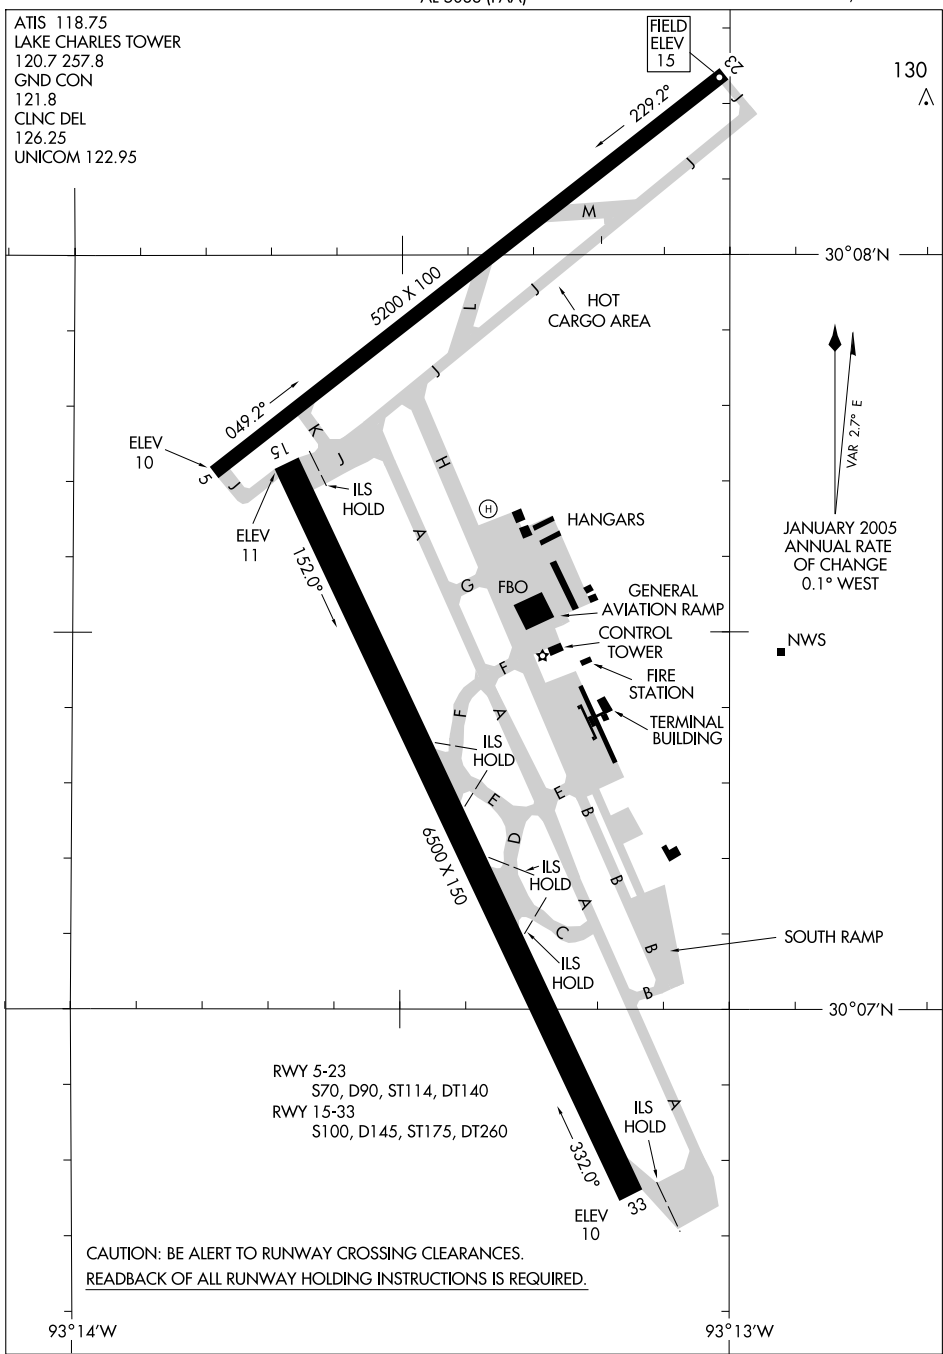 ATIS 118.75
LAKE CHARLES TOWER
120.7 257.8
GND CON
121.8
CLNC DEL
126.25
UNICOM 122.95
FIELD
ELEV
15
23
130
J
229.2°
J
M
30°08'N
5200 X 100
L
J
HOT
CARGO AREA
J
VAR 2.7° E
049.2°
ELEV
10
5
J
15
K
J
ILS
HOLD
H
H
HANGARS
ELEV
11
A
JANUARY 2005
ANNUAL RATE
OF CHANGE
0.1° WEST
152.0°
G
FBO
GENERAL
AVIATION RAMP
CONTROL
TOWER
NWS
F
FIRE
STATION
F
A
TERMINAL
BUILDING
ILS
HOLD
E
E
B
6500 X 150
D
ILS
HOLD
B
A
C
B
SOUTH RAMP
ILS
HOLD
B
30°07'N
RWY 5-23
S70, D90, ST114, DT140
RWY 15-33
S100, D145, ST175, DT260
A
ILS
HOLD
332.0°
33
ELEV
10
CAUTION: BE ALERT TO RUNWAY CROSSING CLEARANCES.
READBACK OF ALL RUNWAY HOLDING INSTRUCTIONS IS REQUIRED.
93°14'W
93°13'W